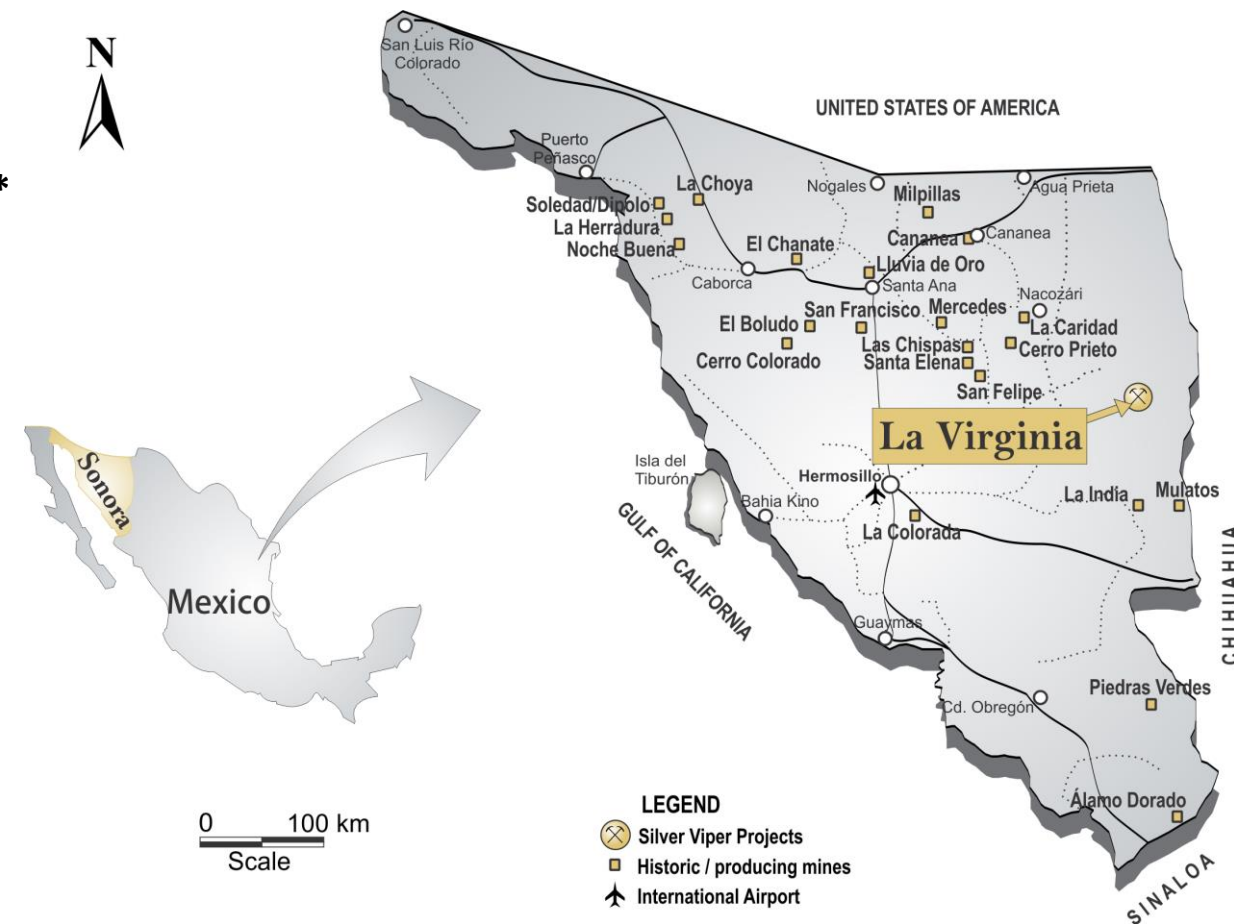 N
*
San Luis Río
Colorado
UNITED STATES OF AMERICA
Puerto
Peñasco
La Choya
Nogales
Agua Prieta
Milpillas
Soledad/Dipolo
La Herradura
Noche Buena
El Chanate
Cananea
Cananea
Lluvia de Oro
Caborca
Santa Ana
Nacozári
San Francisco
Mercedes
El Boludo
La Caridad
Cerro Colorado
Las Chispas
Cerro Prieto
Santa Elena
San Felipe
La Virginia
Isla del
Tiburón
Hermosillo
Bahia Kino
La Indía
Mulatos
La Colorada
GULF OF CALIFORNIA
CHIHUAHUA
Sonora
Mexico
Guaymas
Piedras Verdes
Cd. Obregón
Álamo Dorado
SINALOA
0 100 km
Scale
LEGEND
Silver Viper Projects
Historic / producing mines
International Airport